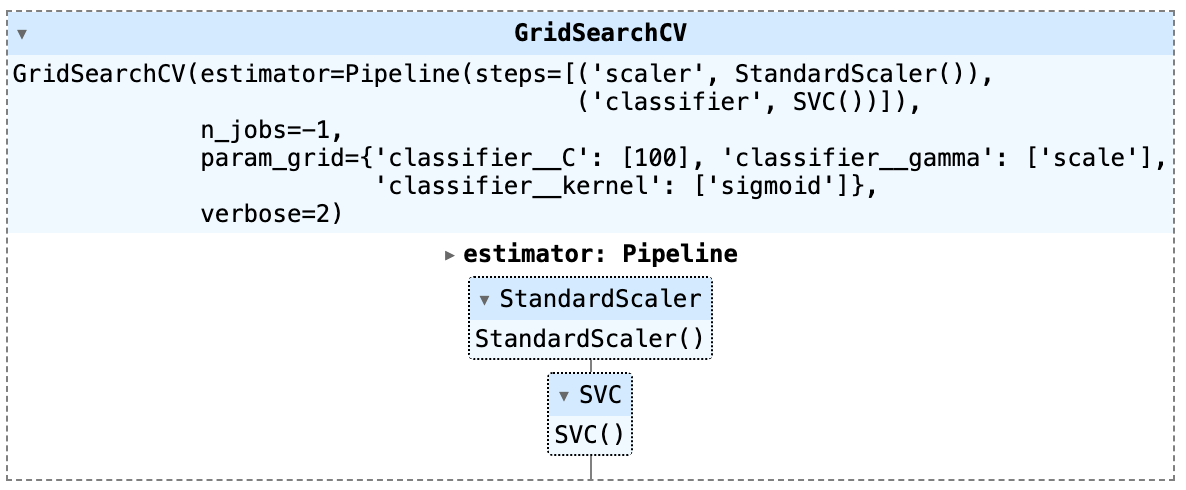 GridSearchCV
GridSearchCV(estimator=Pipeline(steps=[('scaler', StandardScaler()),
('classifier', SVC())]),
n_jobs=-1,
param_grid={'classifier__C': [100], 'classifier__gamma': ['scale'],
'classifier__kernel': ['sigmoid']},
verbose=2)
estimator: Pipeline
StandardScaler
StandardScaler()
SVC
SVC()